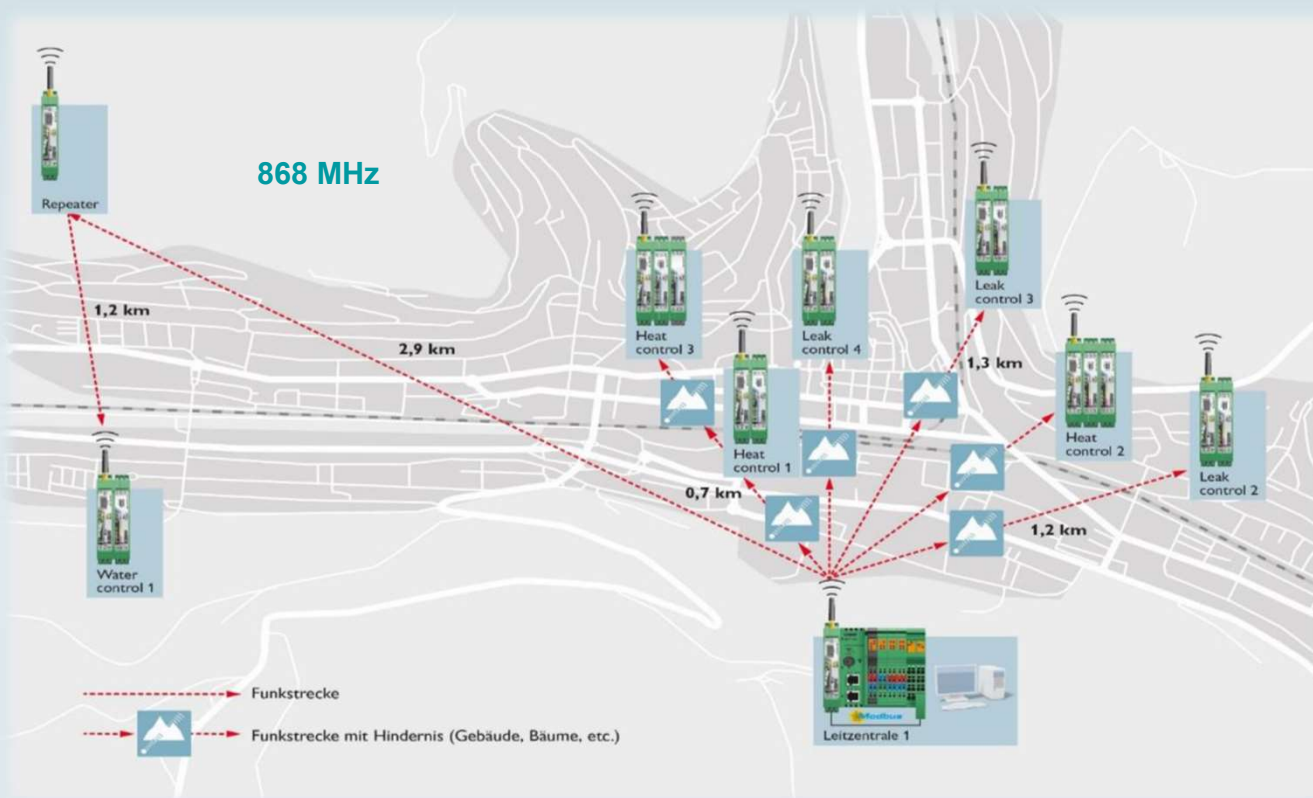 868 MHz
Repeater
1,2 km
2,9 km
Heat
control 3
Leak
control 4
Leak
control 3
1,3 km
Heat
control 1
Heat
control 2
Leak
control 2
0,7 km
1,2 km
Water
control 1
Modbus
Leitzentrale 1
Funkstrecke
Funkstrecke mit Hindernis (Gebäude, Bäume, etc.)